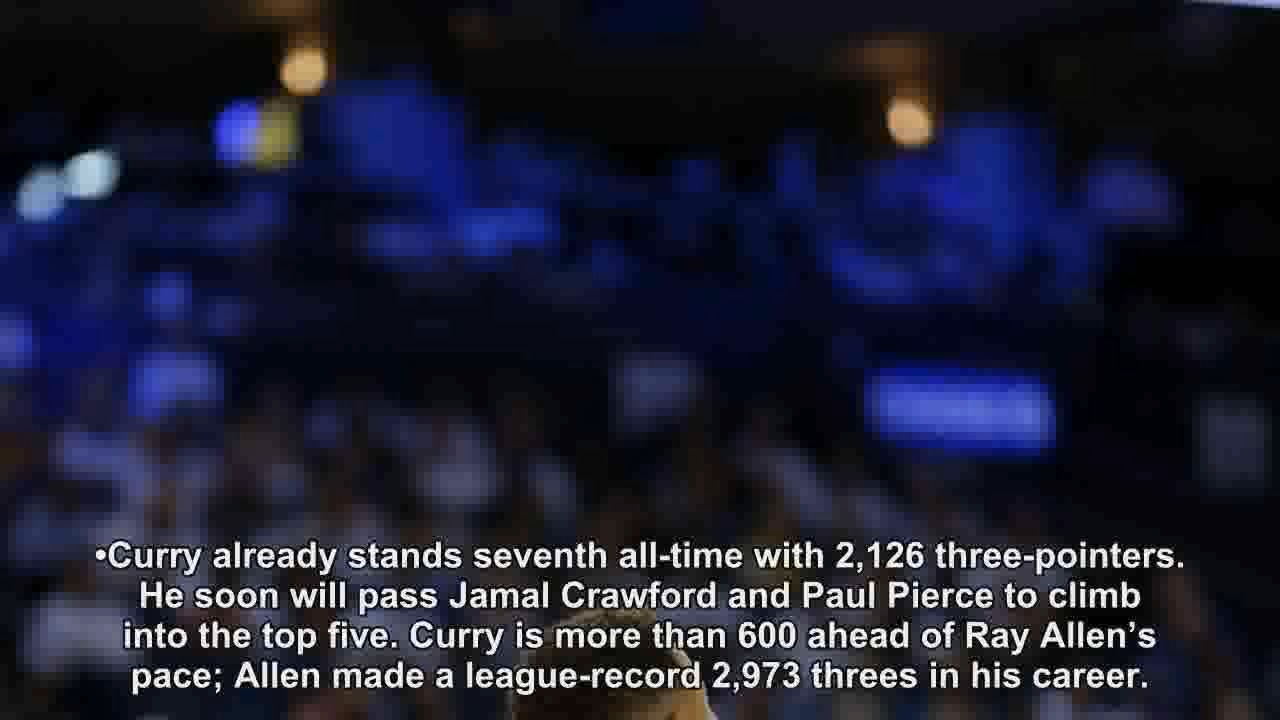 •Curry already stands seventh all-time with 2,126 three-pointers.
He soon will pass Jamal Crawford and Paul Pierce to climb
into the top five. Curry is more than 600 ahead of Ray Allen’s
pace; Allen made a league-record 2,973 threes in his career.